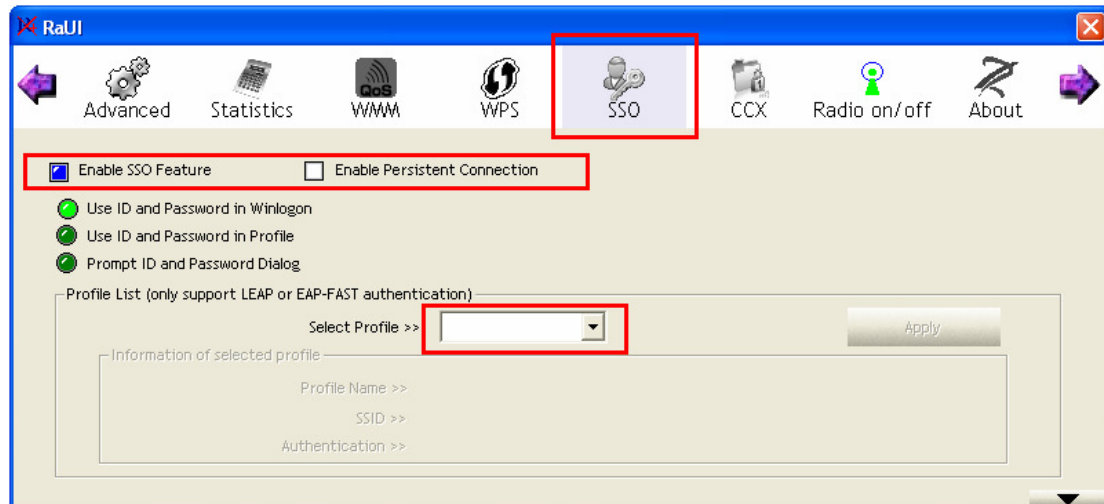 RaUI
Advanced Statistics QoS WMM WPS SSO CCX Radio on/off About
Enable SSO Feature Enable Persistent Connection
Use ID and Password in Winlogon
Use ID and Password in Profile
Prompt ID and Password Dialog
Profile List (only support LEAP or EAP-FAST authentication)
Select Profile >> Apply
Information of selected profile
Profile Name >>
SSID >>
Authentication >>